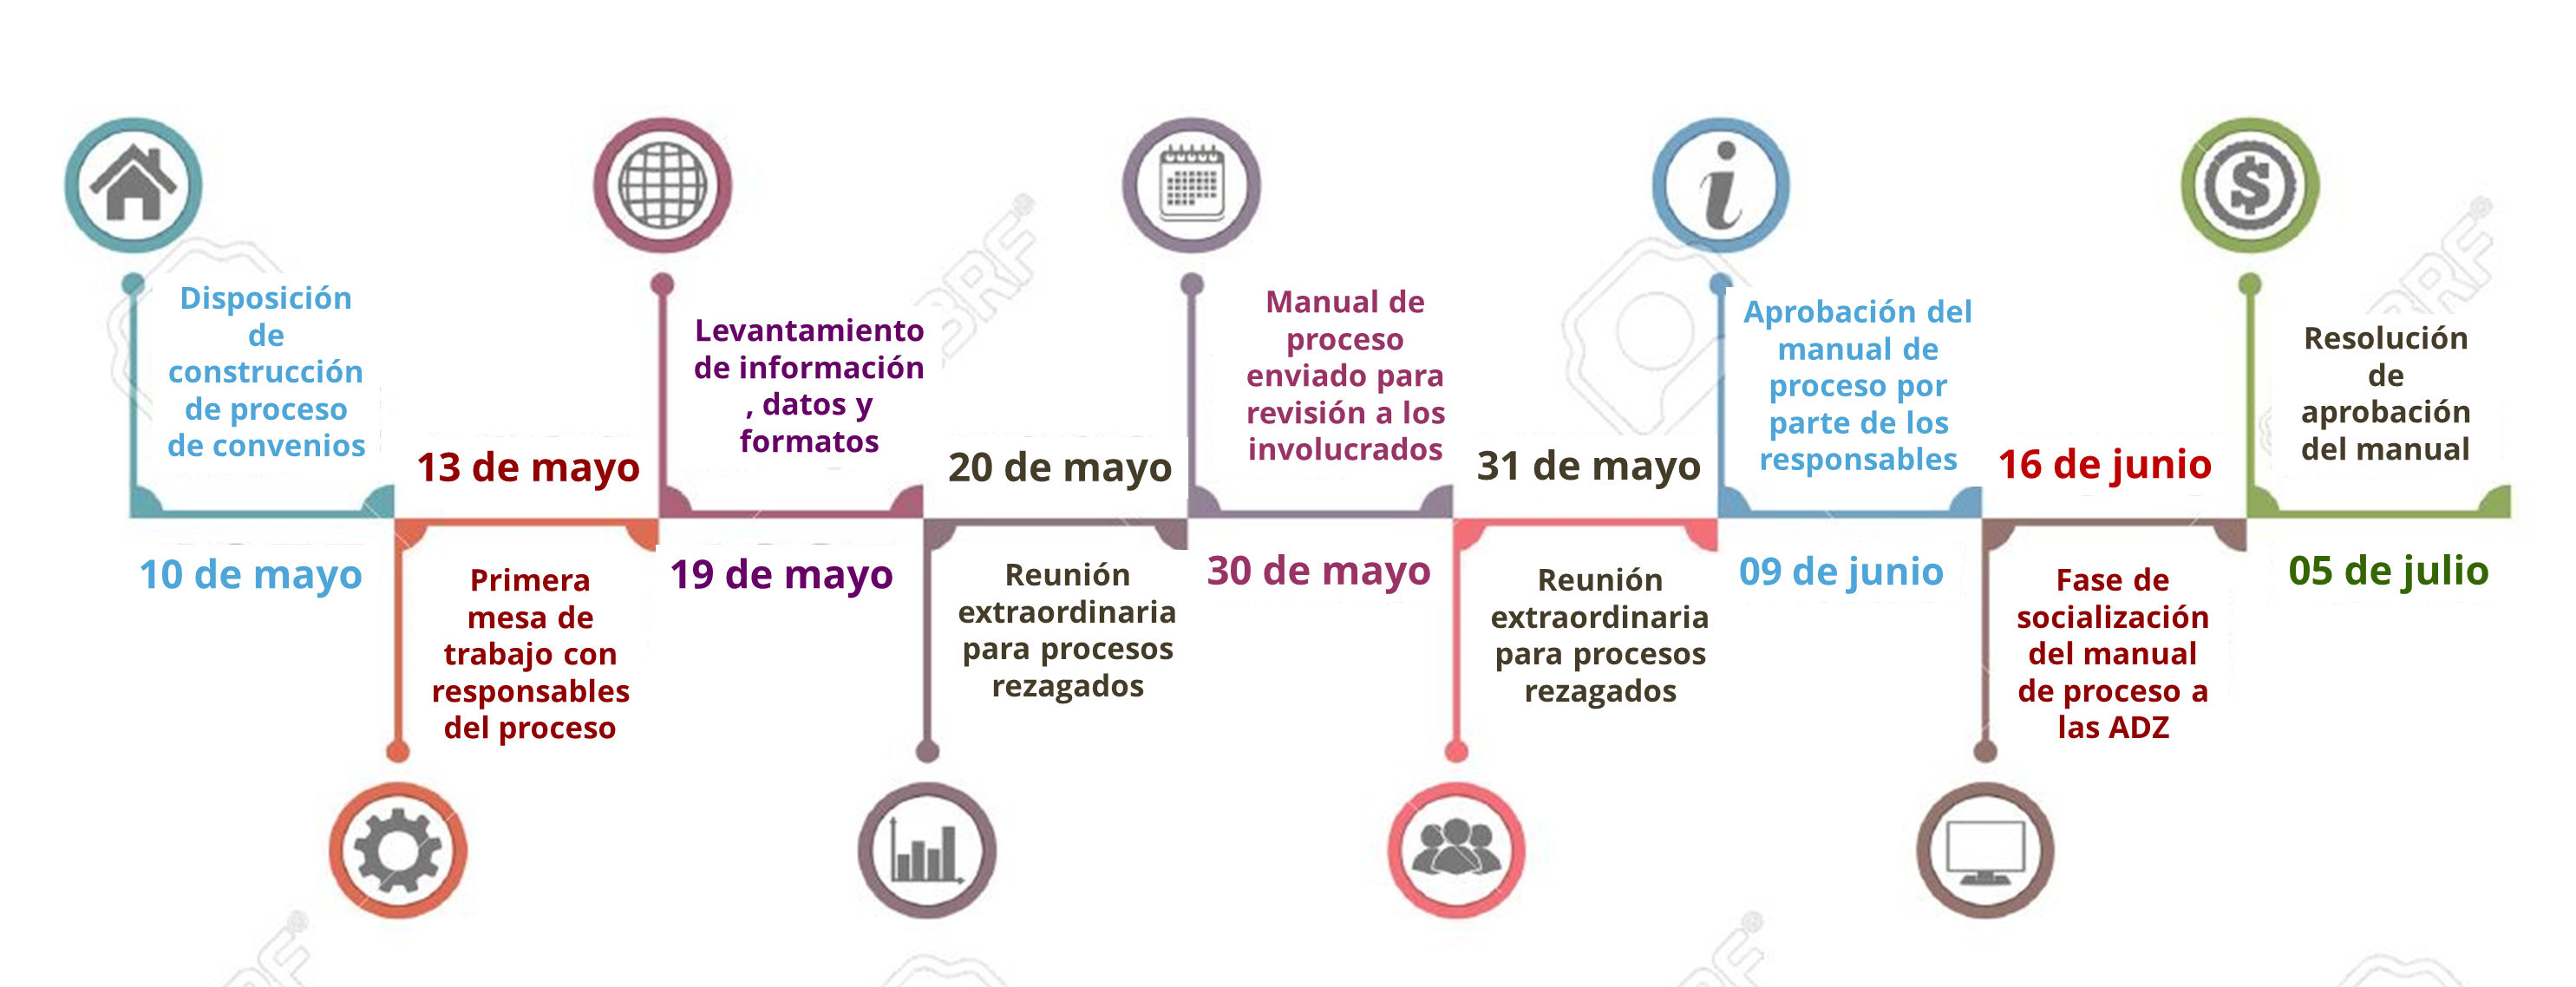 Disposición
de
construcción
de proceso
de convenios
10 de mayo
13 de mayo
Primera
mesa de
trabajo con
responsables
del proceso
Levantamiento
de información
, datos y
formatos
19 de mayo
20 de mayo
Reunión
extraordinaria
para procesos
rezagados
Manual de
proceso
enviado para
revisión a los
involucrados
30 de mayo
31 de mayo
Reunión
extraordinaria
para procesos
rezagados
Aprobación del
manual de
proceso por
parte de los
responsables
09 de junio
16 de junio
Fase de
socialización
del manual
de proceso a
las ADZ
Resolución
de
aprobación
del manual
05 de julio